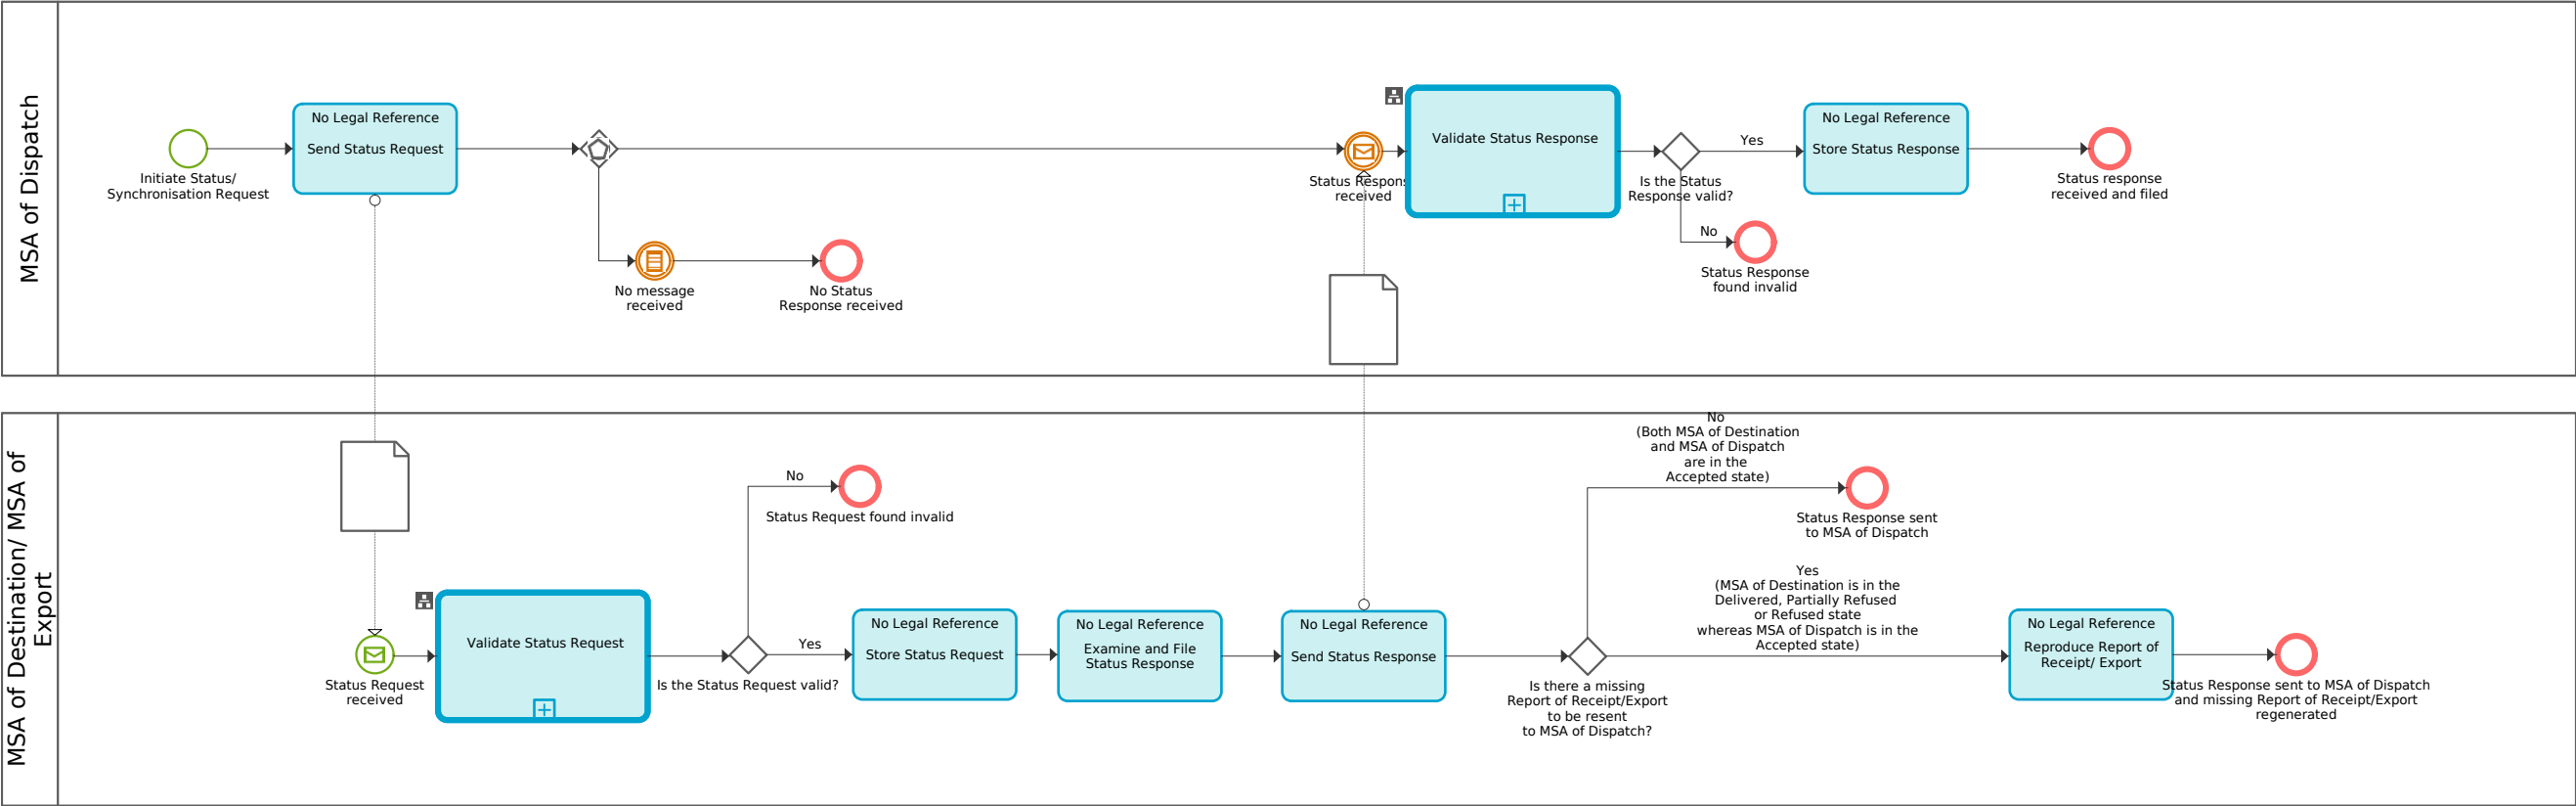 MSA of Dispatch
Initiate Status/
Synchronisation Request
No Legal Reference
Send Status Request
No message
received
No Status
Response received
Status Respon
received
Validate Status Response
Is the Status
Response valid?
Yes
No
Status Response
found invalid
No Legal Reference
Store Status Response
Status response
received and filed
MSA of Destination/ MSA of
Export
Status Request
received
Validate Status Request
Is the Status Request valid?
No
Status Request found invalid
Yes
No Legal Reference
Store Status Request
No Legal Reference
Examine and File
Status Response
No Legal Reference
Send Status Response
Is there a missing
Report of Receipt/Export
to be resent
to MSA of Dispatch?
No
(Both MSA of Destination
and MSA of Dispatch
are in the
Accepted state)
Status Response sent
to MSA of Dispatch
Yes
(MSA of Destination is in the
Delivered, Partially Refused
or Refused state
whereas MSA of Dispatch is in the
Accepted state)
No Legal Reference
Reproduce Report of
Receipt/ Export
Status Response sent to MSA of Dispatch
and missing Report of Receipt/Export
regenerated